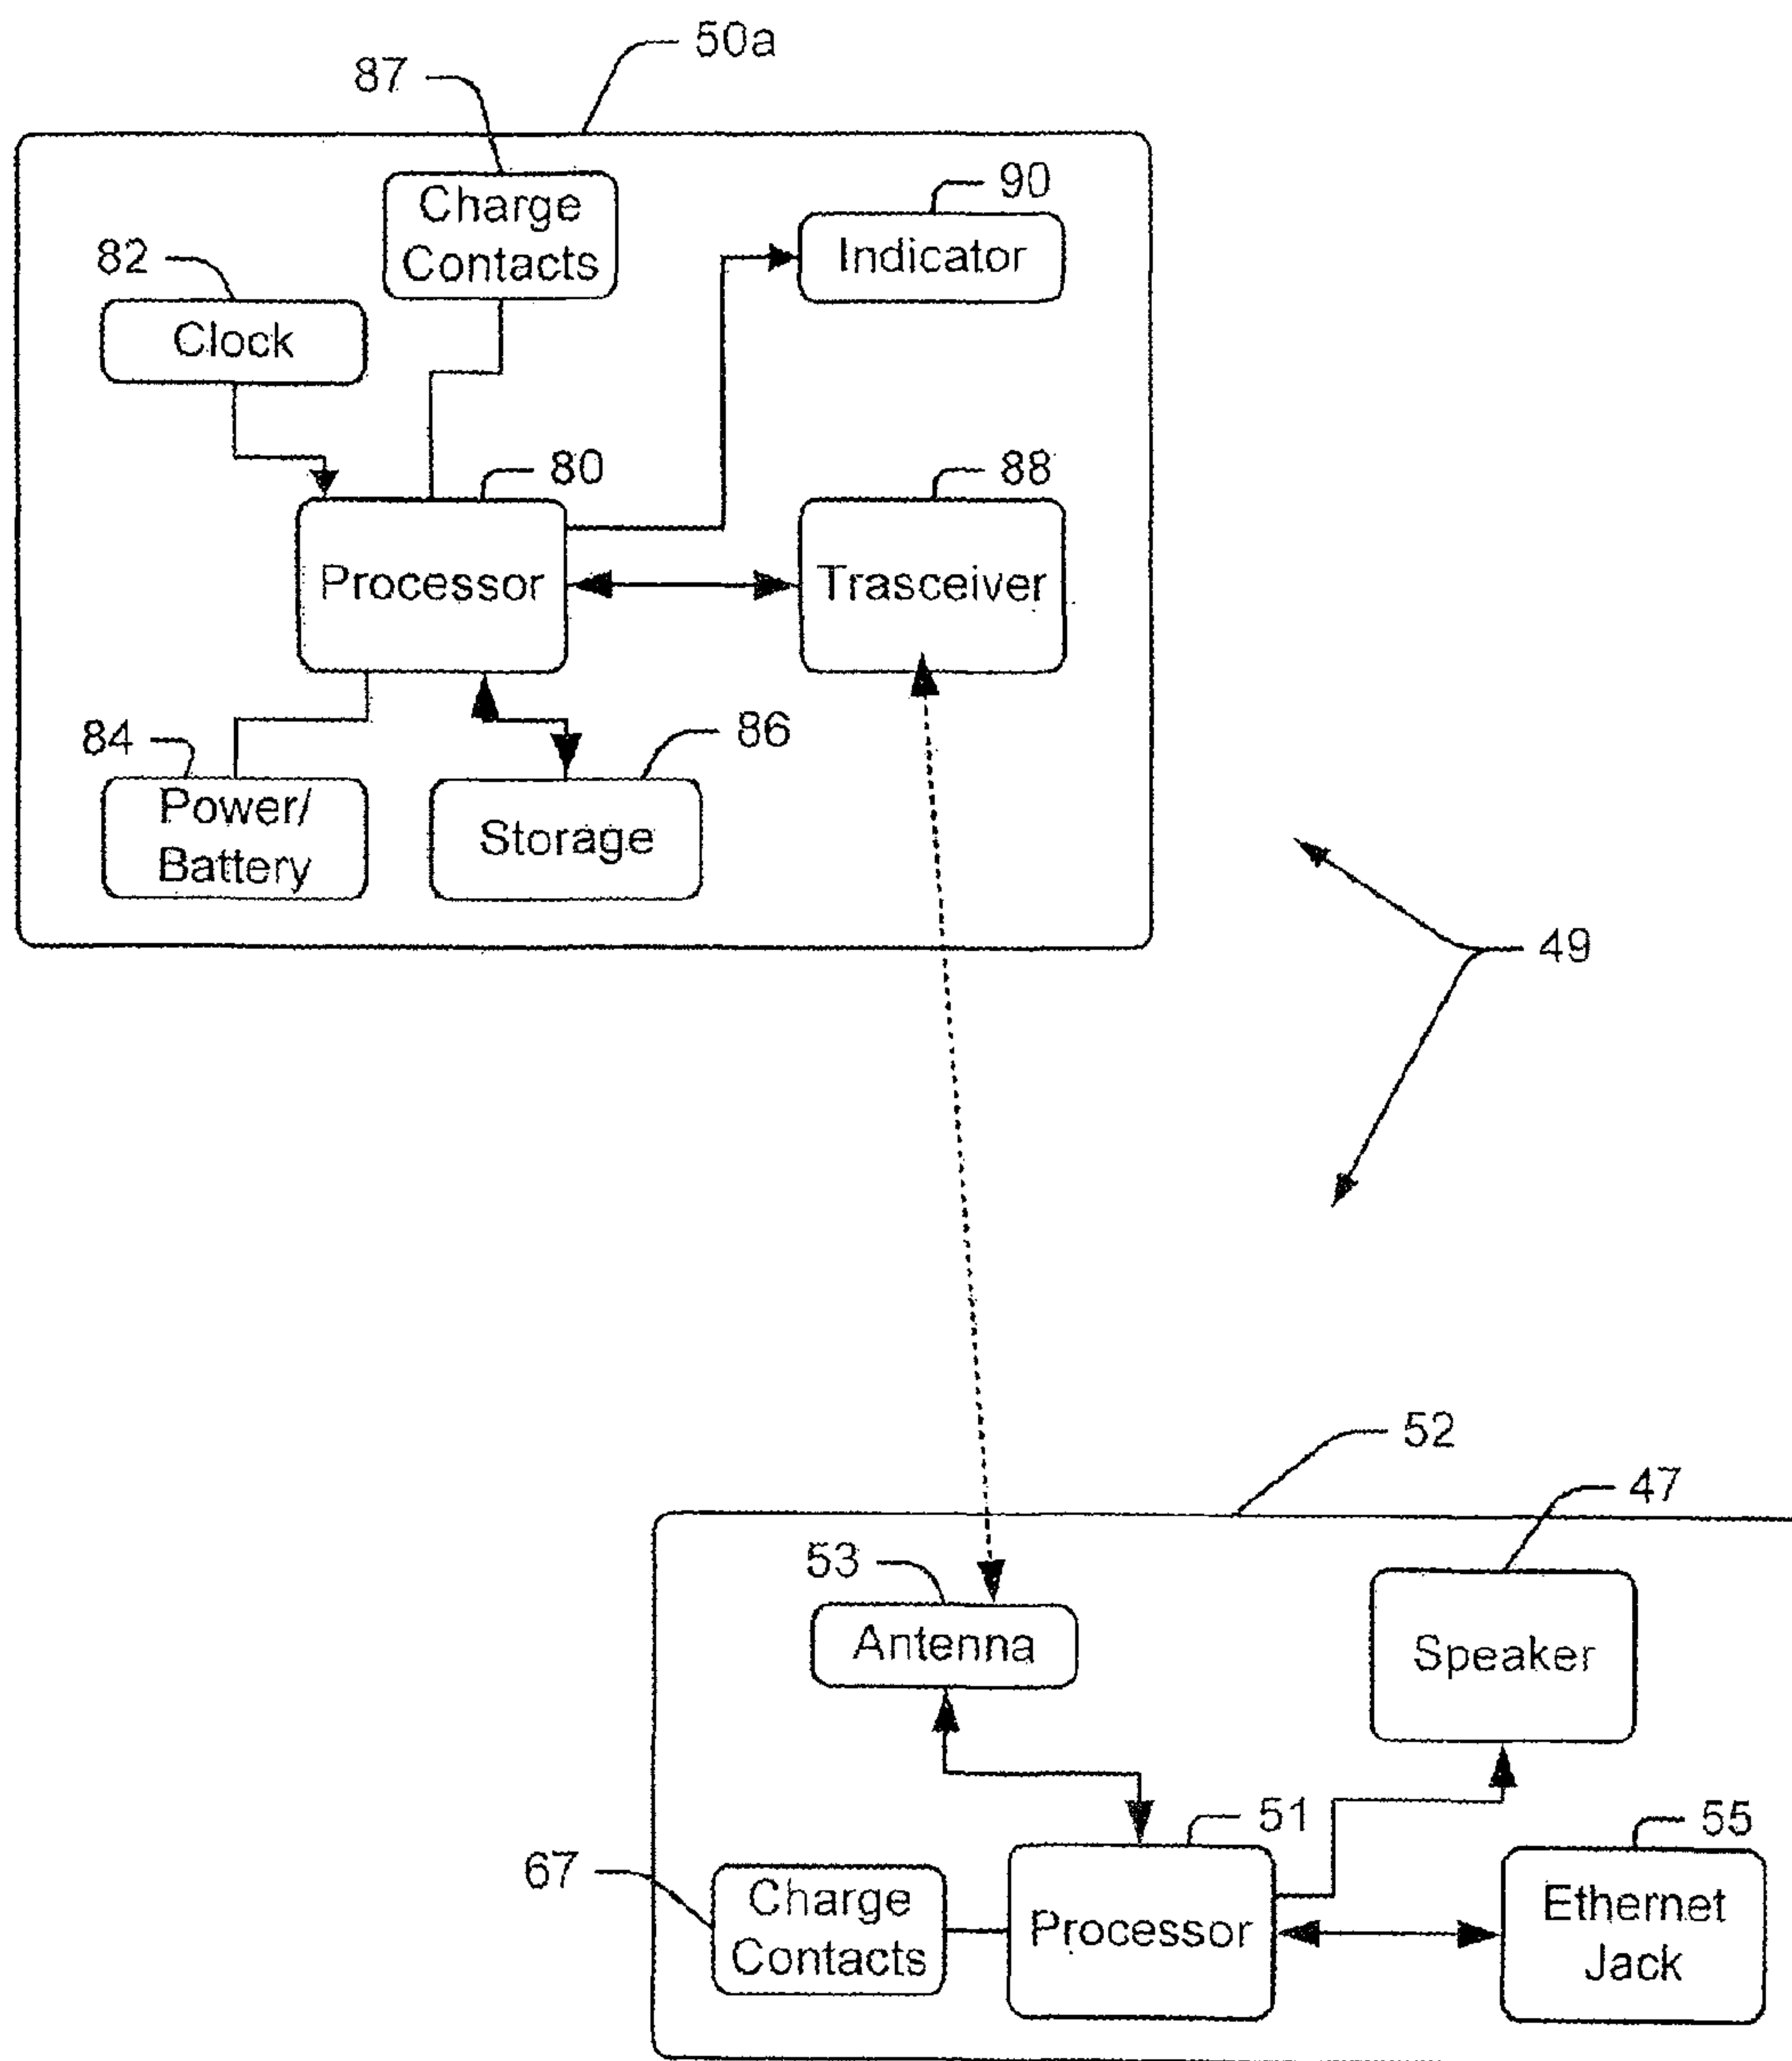 50a
87
Charge
Contacts
90
Indicator
82
Clock
80
Processor
88
Trasceiver
84
Power/
Battery
86
Storage
49
52
47
Speaker
53
Antenna
51
Processor
55
Ethernet
Jack
67
Charge
Contacts